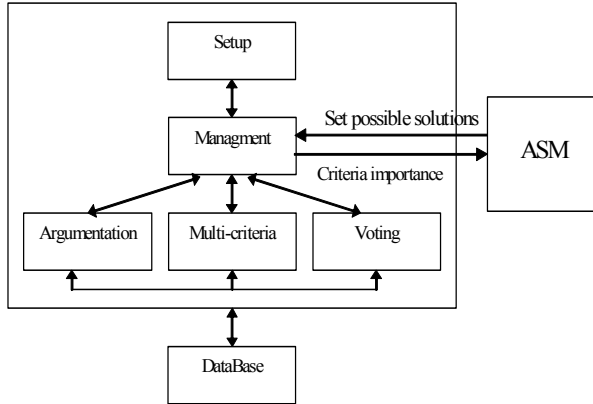 Setup
Set possible solutions
Managment
ASM
Criteria importance
Argumentation
Multi-criteria
Voting
DataBase